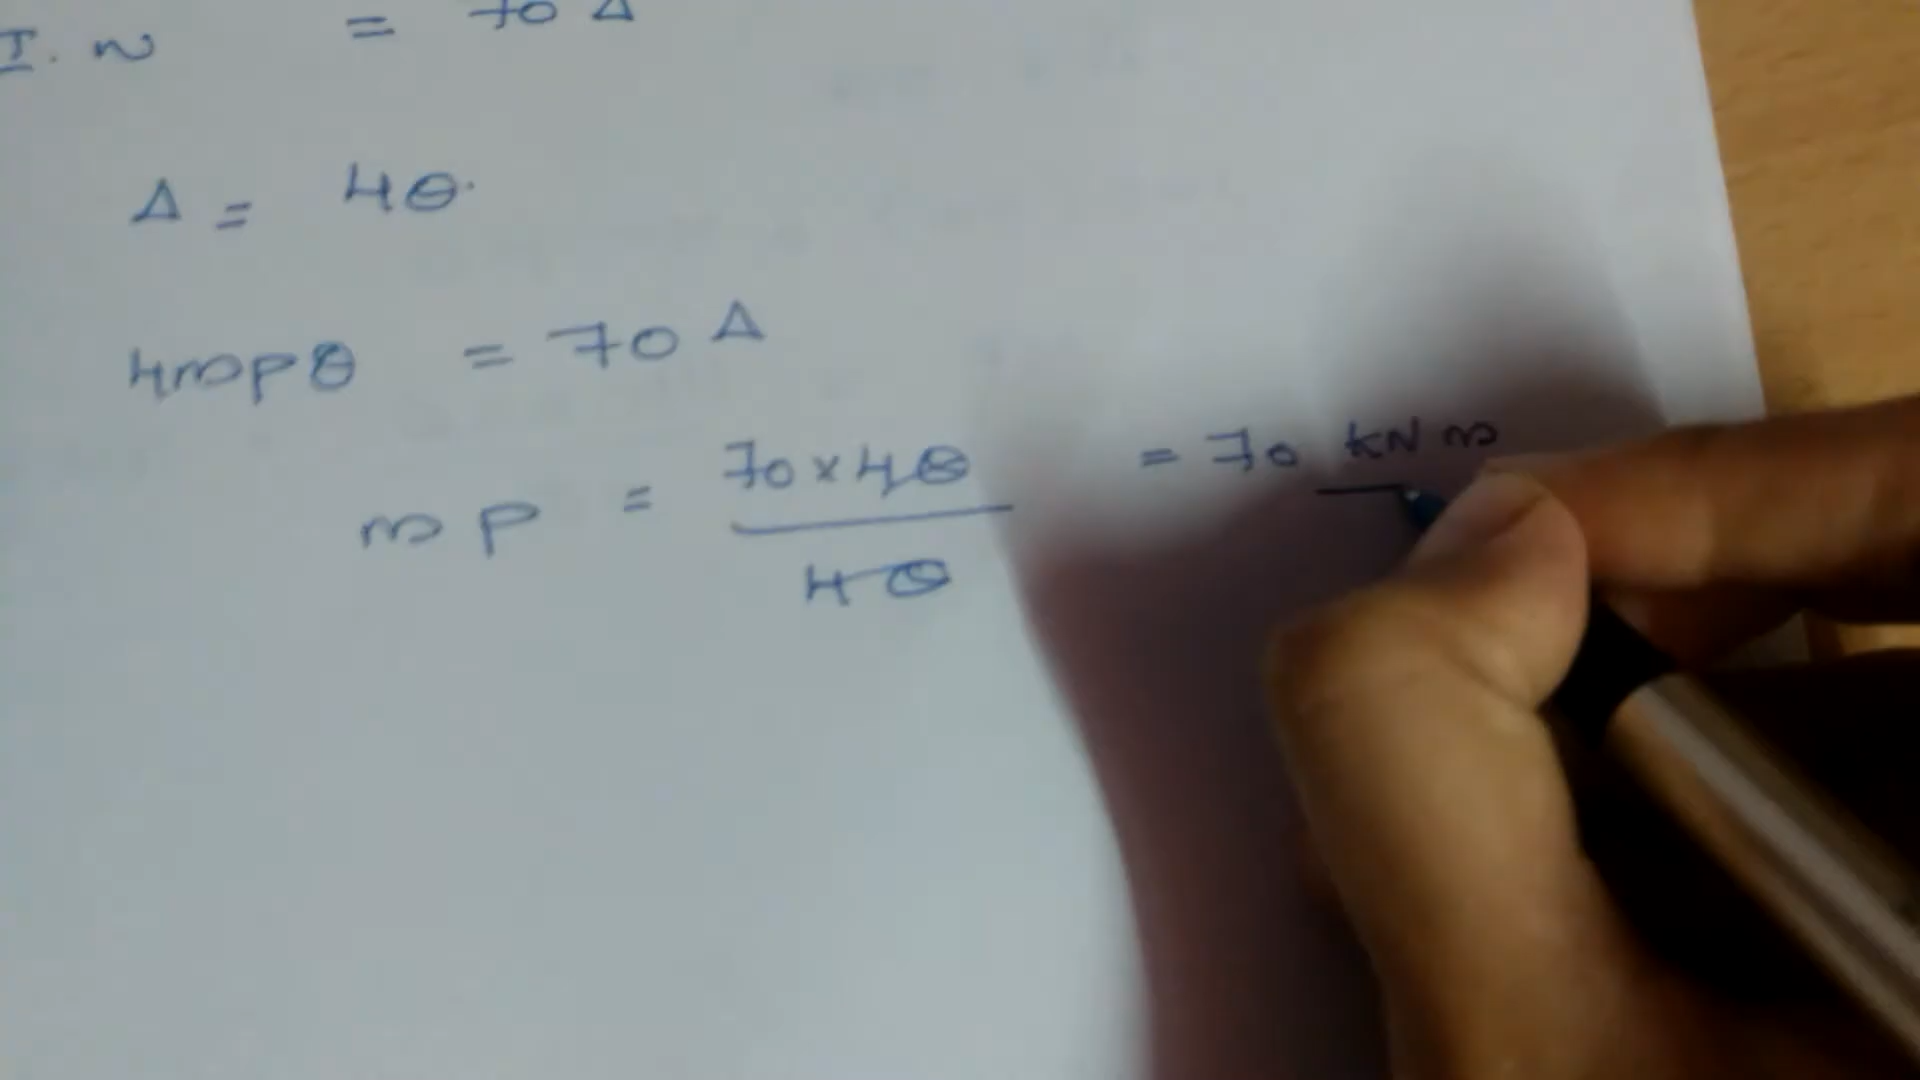 I. w = 70 Δ
Δ = 4θ.
4mpθ = 70 Δ
mp = 70 x 4θ / 4θ = 70 kN m